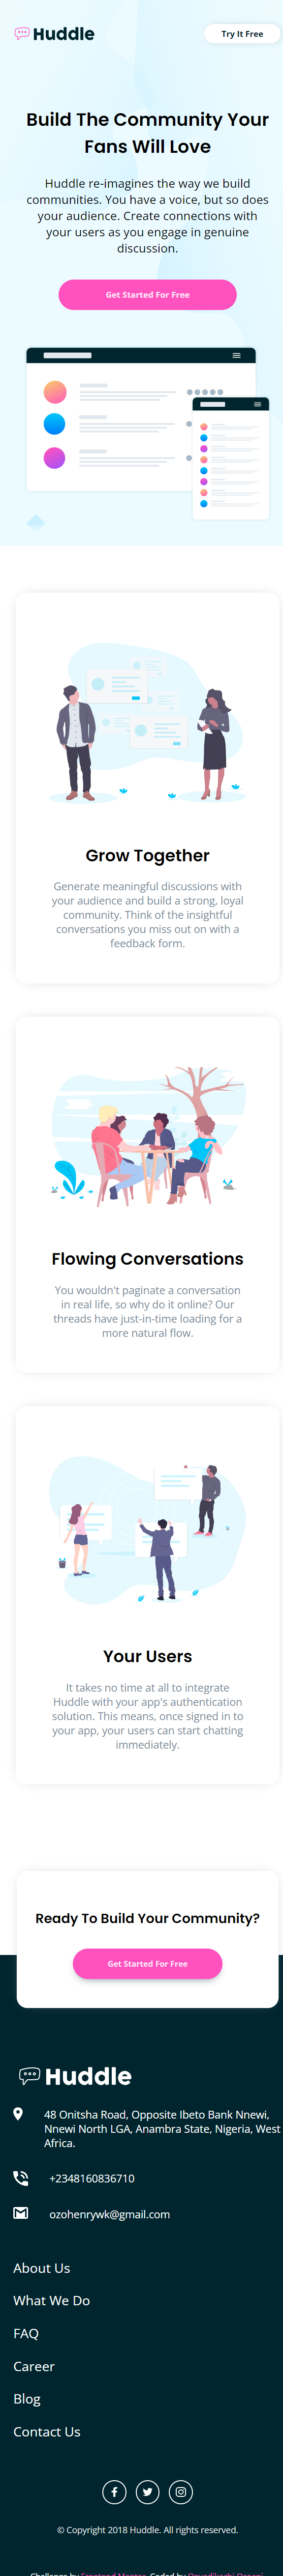 Huddle
Try It Free
Build The Community Your
Fans Will Love
Huddle re-imagines the way we build
communities. You have a voice, but so does
your audience. Create connections with
your users as you engage in genuine
discussion.
Get Started For Free
Grow Together
Generate meaningful discussions with
your audience and build a strong, loyal
community. Think of the insightful
conversations you miss out on with a
feedback form.
Flowing Conversations
You wouldn't paginate a conversation
in real life, so why do it online? Our
threads have just-in-time loading for a
more natural flow.
Your Users
It takes no time at all to integrate
Huddle with your app's authentication
solution. This means, once signed in to
your app, your users can start chatting
immediately.
Ready To Build Your Community?
Get Started For Free
Huddle
48 Onitsha Road, Opposite Ibeto Bank Nnewi,
Nnewi North LGA, Anambra State, Nigeria, West
Africa.
+2348160836710
ozohenrywk@gmail.com
About Us
What We Do
FAQ
Career
Blog
Contact Us
© Copyright 2018 Huddle. All rights reserved.
Challenge by Frontend Mentor. Coded by